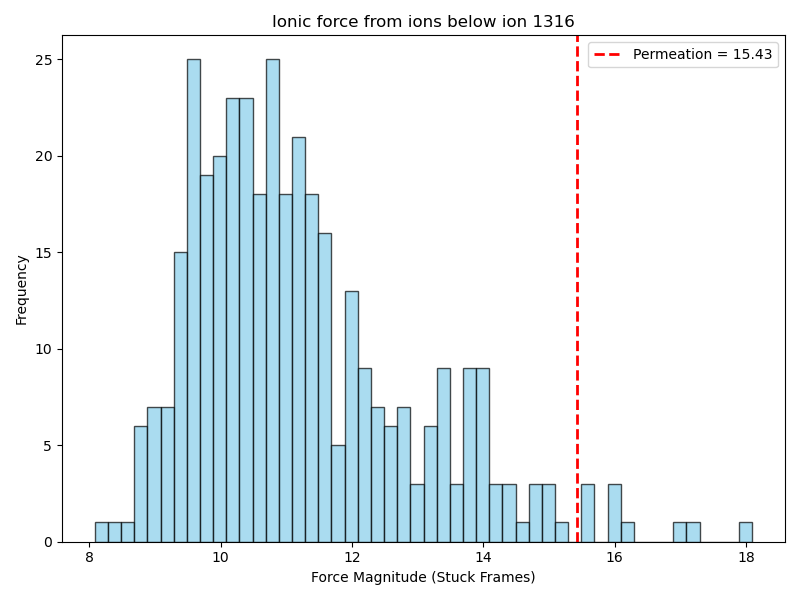 Ionic force from ions below ion 1316
Permeation = 15.43
25
20
15
10
5
0
Frequency
8 10 12 14 16 18
Force Magnitude (Stuck Frames)